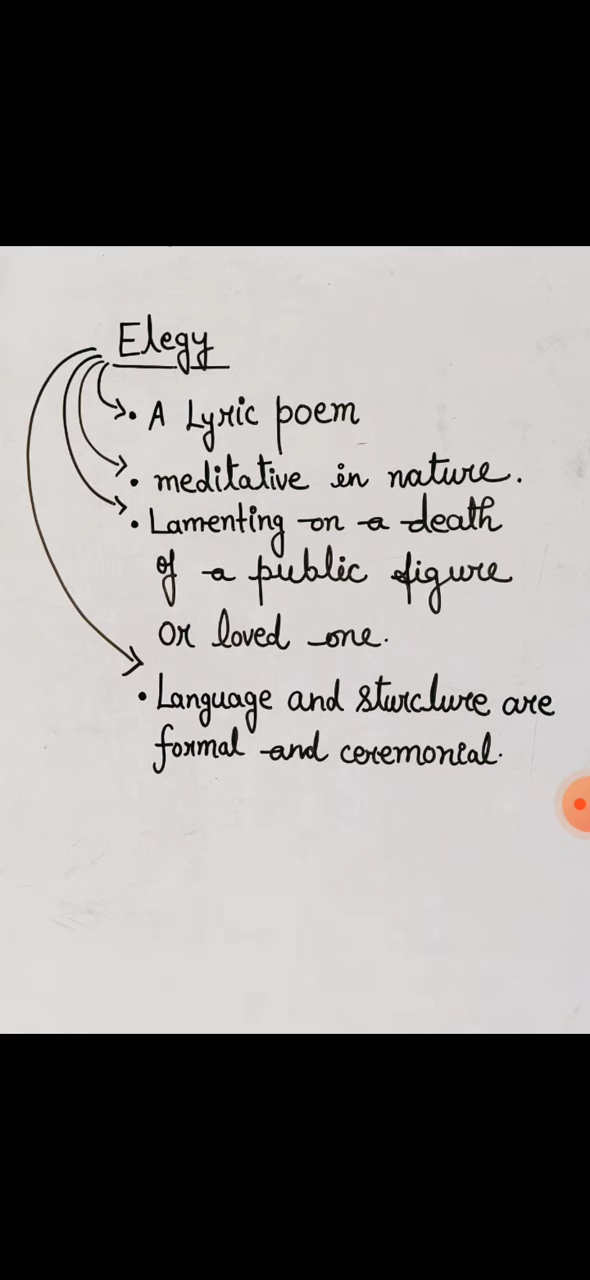 Elegy
• A Lyric poem
• meditative in nature.
• Lamenting on a death
of a public figure
or loved one.
• Language and sturcture are
formal and ceremonial.